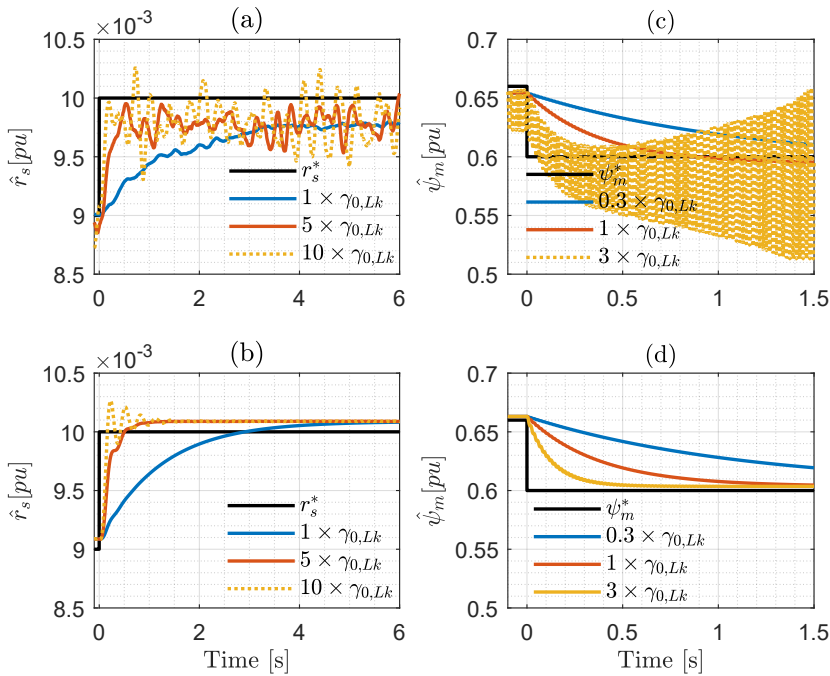 (a)
×10⁻³
10.5
10
9.5
9
8.5
r̂ₛ[pu]
rₛ*
1 × γ₀,Lk
5 × γ₀,Lk
10 × γ₀,Lk
0 2 4 6
(c)
0.7
0.65
0.6
0.55
0.5
ψ̂ₘ[pu]
ψₘ*
0.3 × γ₀,Lk
1 × γ₀,Lk
3 × γ₀,Lk
0 0.5 1 1.5
(b)
×10⁻³
10.5
10
9.5
9
8.5
r̂ₛ[pu]
rₛ*
1 × γ₀,Lk
5 × γ₀,Lk
10 × γ₀,Lk
0 2 4 6
Time [s]
(d)
0.7
0.65
0.6
0.55
0.5
ψ̂ₘ[pu]
ψₘ*
0.3 × γ₀,Lk
1 × γ₀,Lk
3 × γ₀,Lk
0 0.5 1 1.5
Time [s]